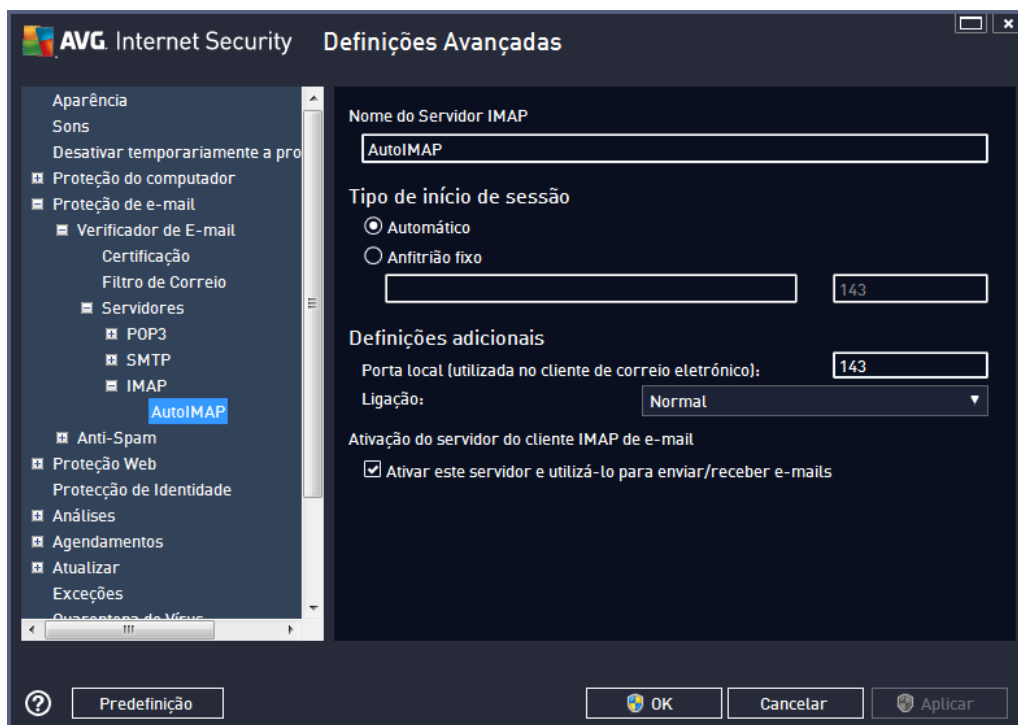 AVG. Internet Security Definições Avançadas
Aparência
Sons
Desativar temporariamente a pro
Proteção do computador
Proteção de e-mail
Verificador de E-mail
Certificação
Filtro de Correio
Servidores
POP3
SMTP
IMAP
AutoIMAP
Anti-Spam
Proteção Web
Protecção de Identidade
Análises
Agendamentos
Atualizar
Exceções
Quarentena de Vírus
Nome do Servidor IMAP
AutoIMAP
Tipo de início de sessão
Automático
Anfitrião fixo
143
Definições adicionais
Porta local (utilizada no cliente de correio eletrónico): 143
Ligação: Normal
Ativação do servidor do cliente IMAP de e-mail
Ativar este servidor e utilizá-lo para enviar/receber e-mails
? Predefinição OK Cancelar Aplicar